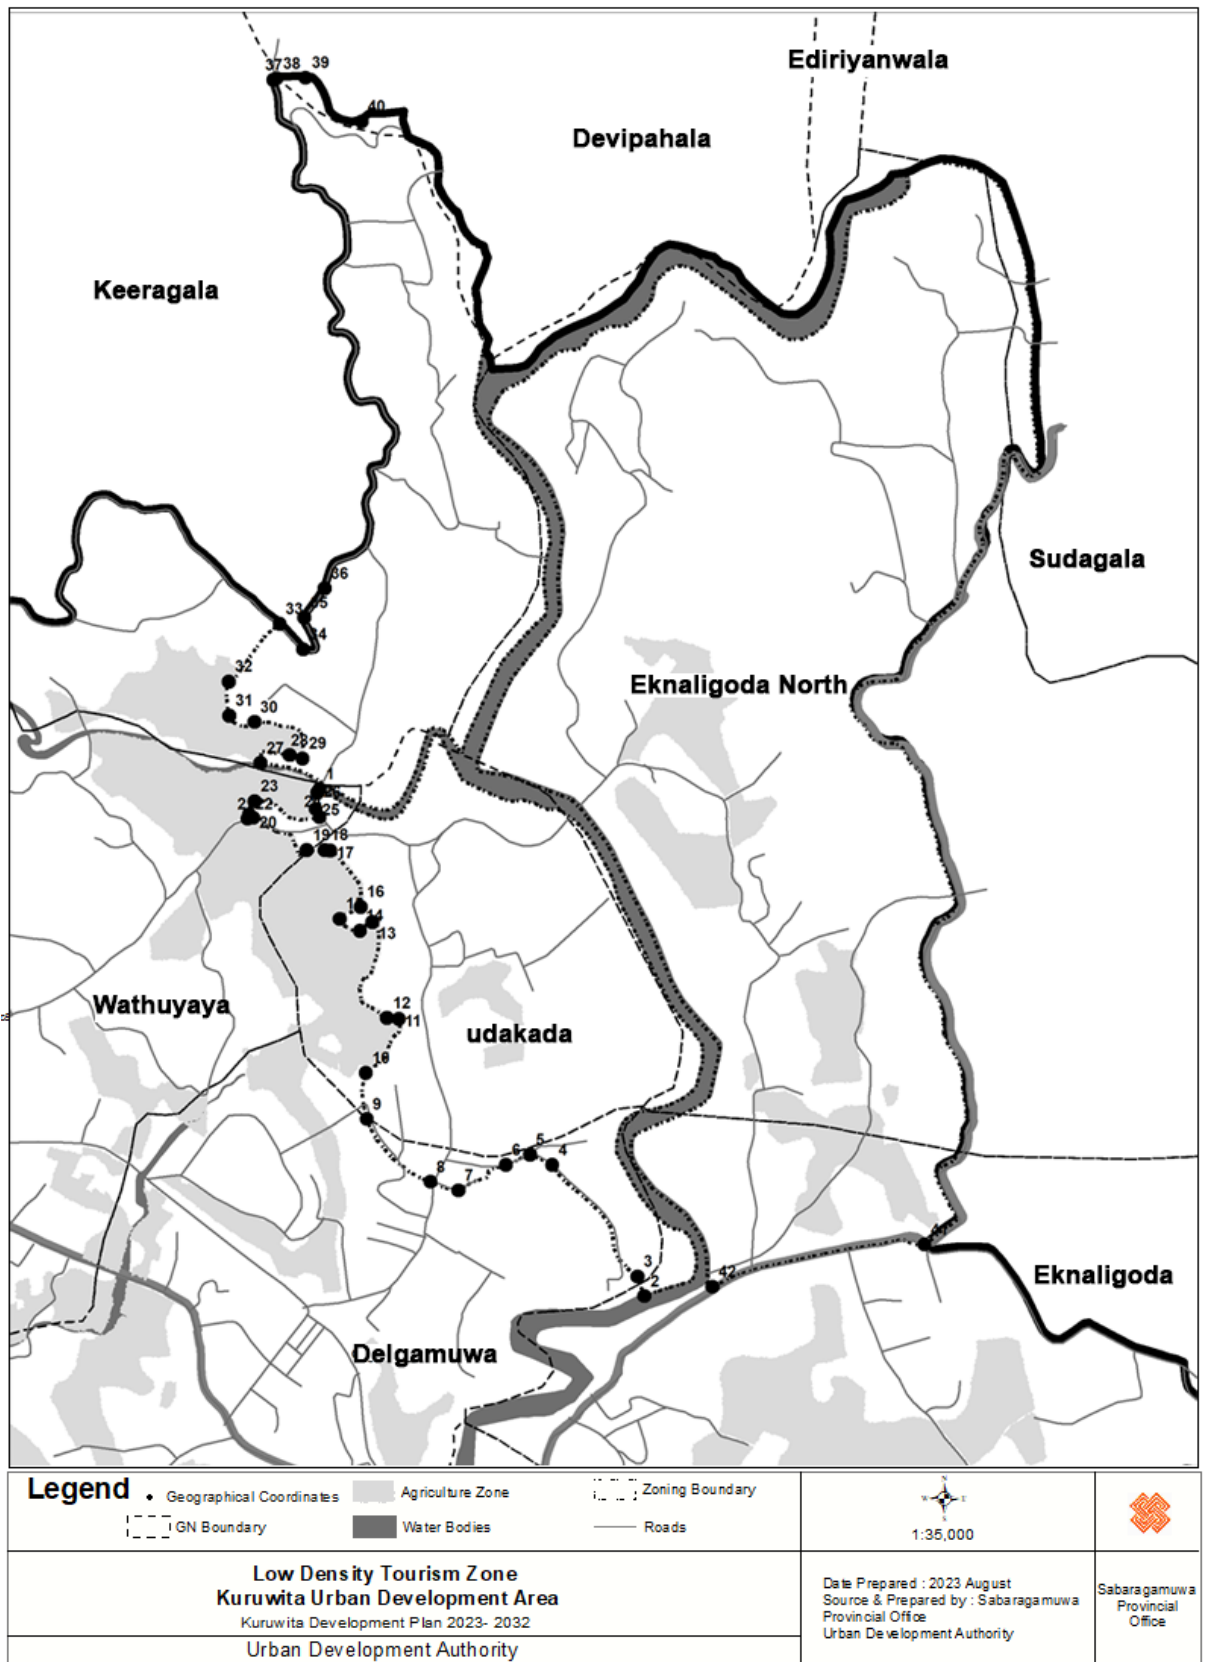 Ediriyanwala
37 38 39
40
Devipahala
Keeragala
36
33
Sudagala
32
Eknaligoda North
31 30
28 29
27
1
23
25
20
19 18
17
16
14
13
Wathuyaya
12
11
udakada
10
9
5
6 4
8 7
3
2 42
Eknaligoda
Delgamuwa
Legend
Geographical Coordinates
Agriculture Zone
Zoning Boundary
GN Boundary
Water Bodies
Roads
N
W E
S
1:35,000
Low Density Tourism Zone
Kuruwita Urban Development Area
Kuruwita Development Plan 2023- 2032
Urban Development Authority
Date Prepared : 2023 August
Source & Prepared by : Sabaragamuwa
Provincial Office
Urban Development Authority
Sabaragamuwa
Provincial
Office